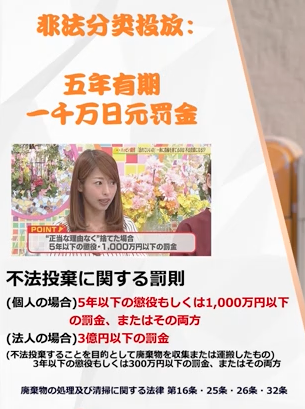 非法分类投放：
五年有期
一千万日元罚金
POINT
“正当な理由なく”捨てた場合
5年以下の懲役・1,000万円以下の罰金
不法投棄に関する罰則
(個人の場合)5年以下の懲役もしくは1,000万円以下
の罰金、またはその両方
(法人の場合)3億円以下の罰金
(不法投棄することを目的として廃棄物を収集または運搬したもの)
3年以下の懲役もしくは300万円以下の罰金、またはその両方
廃棄物の処理及び清掃に関する法律 第16条・25条・26条・32条